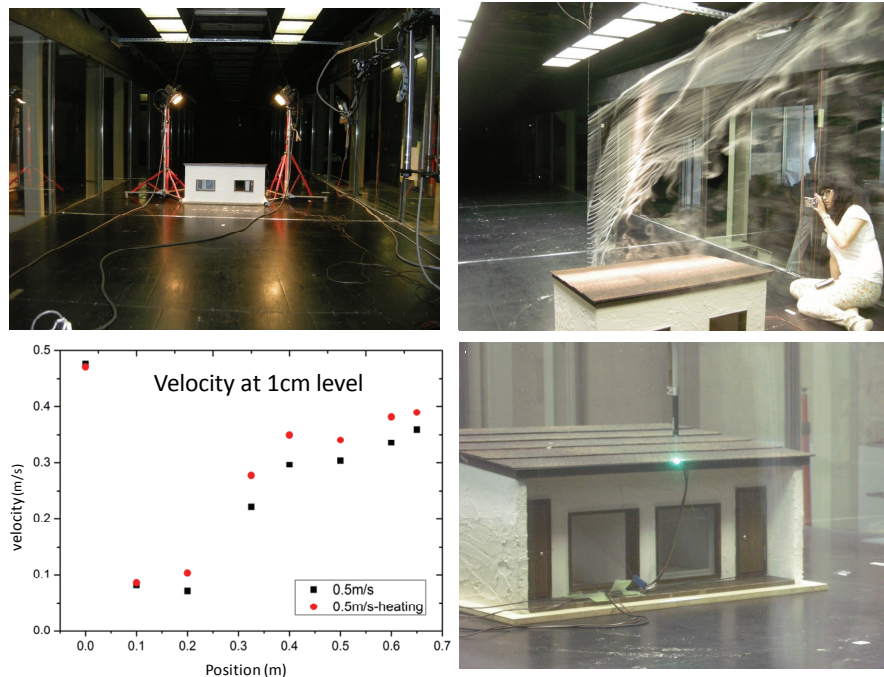 Velocity at 1cm level
velocity(m/s)
0.5
0.4
0.3
0.2
0.1
0.0
0.5m/s
0.5m/s-heating
0.0 0.1 0.2 0.3 0.4 0.5 0.6 0.7
Position (m)